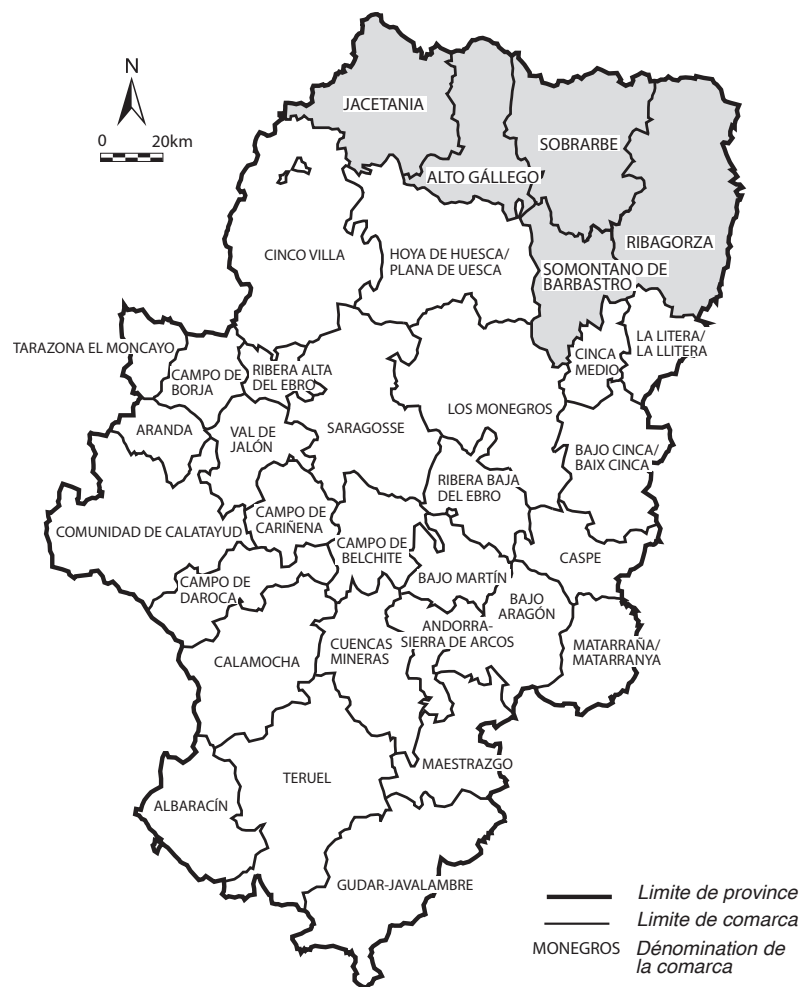 N
0 20km
JACETANIA
SOBRARBE
ALTO GÁLLEGO
RIBAGORZA
CINCO VILLA
HOYA DE HUESCA/
PLANA DE UESCA
SOMONTANO DE
BARBASTRO
TARAZONA EL MONCAYO
CAMPO DE
BORJA
RIBERA ALTA
DEL EBRO
CINCA
MEDIO
LA LITERA/
LA LLITERA
ARANDA
VAL DE
JALÓN
SARAGOSSE
LOS MONEGROS
BAJO CINCA/
BAIX CINCA
RIBERA BAJA
DEL EBRO
COMUNIDAD DE CALATAYUD
CAMPO DE
CARIÑENA
CAMPO DE
BELCHITE
CASPE
CAMPO DE
DAROCA
BAJO MARTÍN
BAJO
ARAGÓN
ANDORRA-
SIERRA DE ARCOS
CALAMOCHA
CUENCAS
MINERAS
MATARRAÑA/
MATARRANYA
MAESTRAZGO
TERUEL
ALBARACÍN
GUDAR-JAVALAMBRE
Limite de province
Limite de comarca
MONEGROS Dénomination de
la comarca